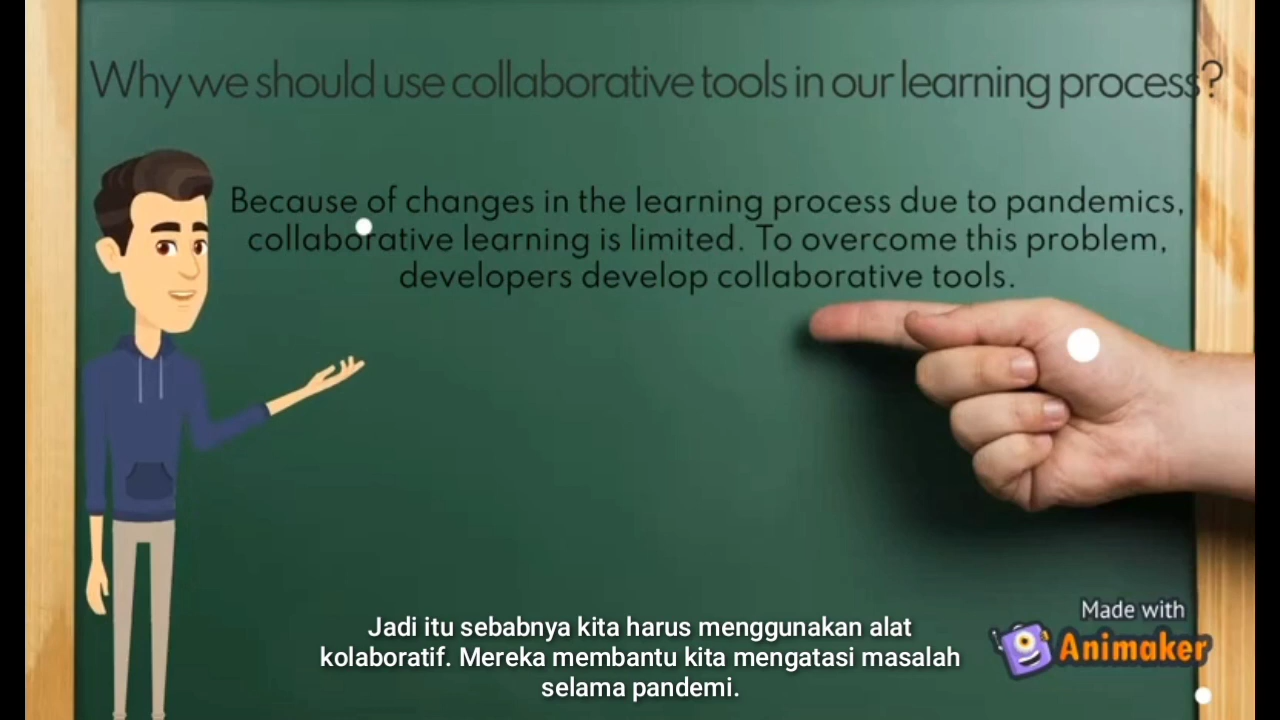 Why we should use collaborative tools in our learning process?
Because of changes in the learning process due to pandemics,
collaborative learning is limited. To overcome this problem,
developers develop collaborative tools.
Jadi itu sebabnya kita harus menggunakan alat
kolaboratif. Mereka membantu kita mengatasi masalah
selama pandemi.
Made with
Animaker